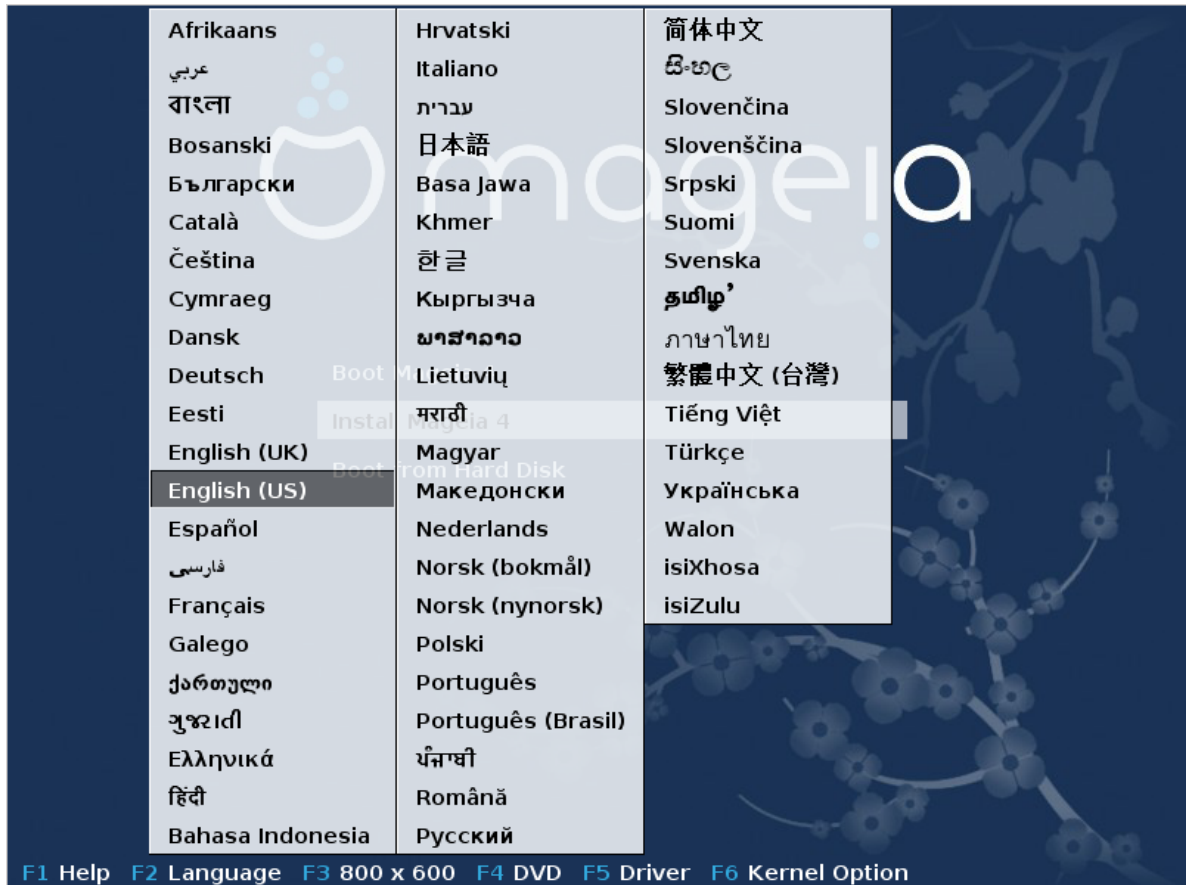 Afrikaans
عربي
বাংলা
Bosanski
Български
Català
Čeština
Cymraeg
Dansk
Deutsch
Eesti
English (UK)
English (US)
Español
فارسی
Français
Galego
ქართული
ગુજરાતી
Ελληνικά
हिंदी
Bahasa Indonesia
Hrvatski
Italiano
עברית
日本語
Basa Jawa
Khmer
한글
Кыргызча
ພາສາລາວ
Lietuvių
मराठी
Magyar
Македонски
Nederlands
Norsk (bokmål)
Norsk (nynorsk)
Polski
Português
Português (Brasil)
ਪੰਜਾਬੀ
Română
Русский
简体中文
සිංහල
Slovenčina
Slovenščina
Srpski
Suomi
Svenska
தமிழ்
ภาษาไทย
繁體中文 (台灣)
Tiếng Việt
Türkçe
Українська
Walon
isiXhosa
isiZulu
mageia
Boot
Install Mageia 4
Boot from Hard Disk
F1 Help F2 Language F3 800 x 600 F4 DVD F5 Driver F6 Kernel Option